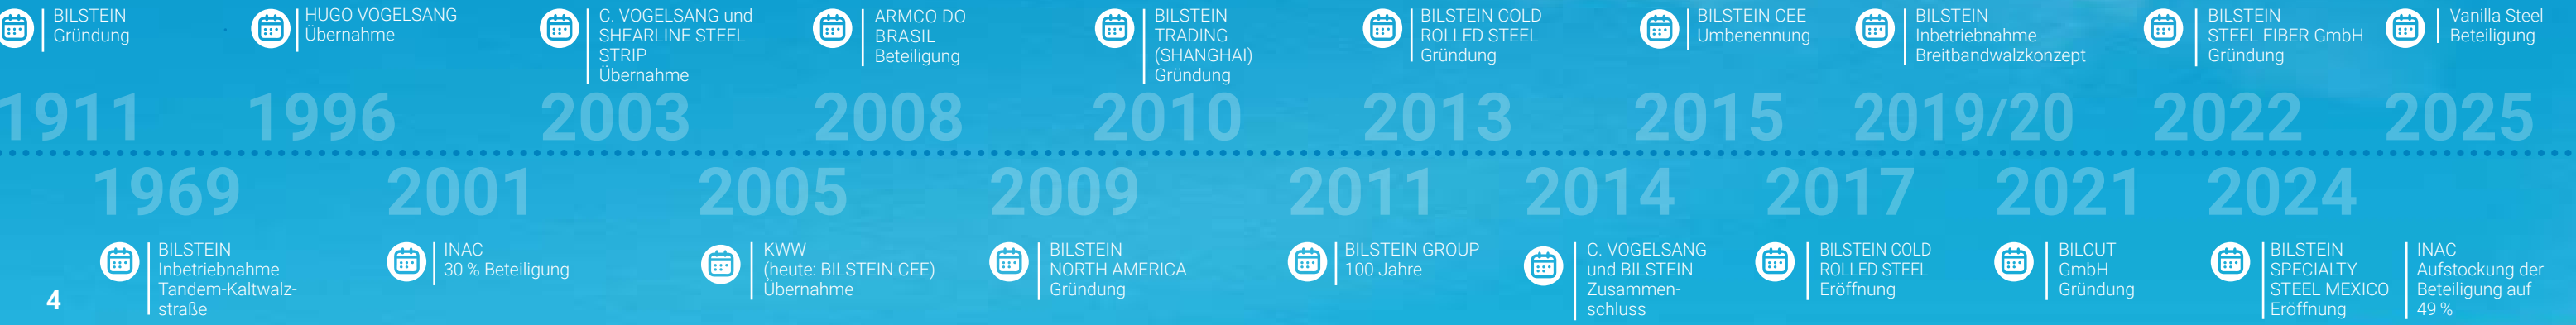 BILSTEIN
Gründung
HUGO VOGELSANG
Übernahme
C. VOGELSANG und
SHEARLINE STEEL
STRIP
Übernahme
ARMCO DO
BRASIL
Beteiligung
BILSTEIN
TRADING
(SHANGHAI)
Gründung
BILSTEIN COLD
ROLLED STEEL
Gründung
BILSTEIN CEE
Umbenennung
BILSTEIN
Inbetriebnahme
Breitbandwalzkonzept
BILSTEIN
STEEL FIBER GmbH
Gründung
Vanilla Steel
Beteiligung
1911
1996
2003
2008
2010
2013
2015
2019/20
2022
2025
1969
2001
2005
2009
2011
2014
2017
2021
2024
BILSTEIN
Inbetriebnahme
Tandem-Kaltwalz-
straße
INAC
30 % Beteiligung
KWW
(heute: BILSTEIN CEE)
Übernahme
BILSTEIN
NORTH AMERICA
Gründung
BILSTEIN GROUP
100 Jahre
C. VOGELSANG
und BILSTEIN
Zusammen-
schluss
BILSTEIN COLD
ROLLED STEEL
Eröffnung
BILCUT
GmbH
Gründung
BILSTEIN
SPECIALTY
STEEL MEXICO
Eröffnung
INAC
Aufstockung der
Beteiligung auf
49 %
4